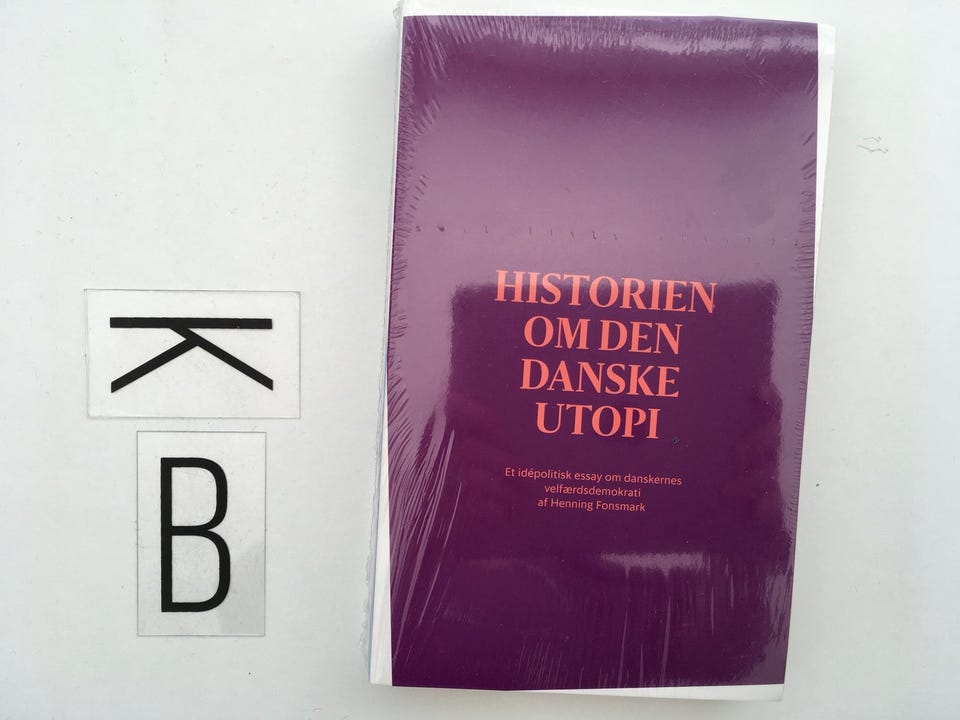 K
B
HISTORIEN
OM DEN
DANSKE
UTOPI
Et idépolitisk essay om danskernes
velfærdsdemokrati
af Henning Fonsmark